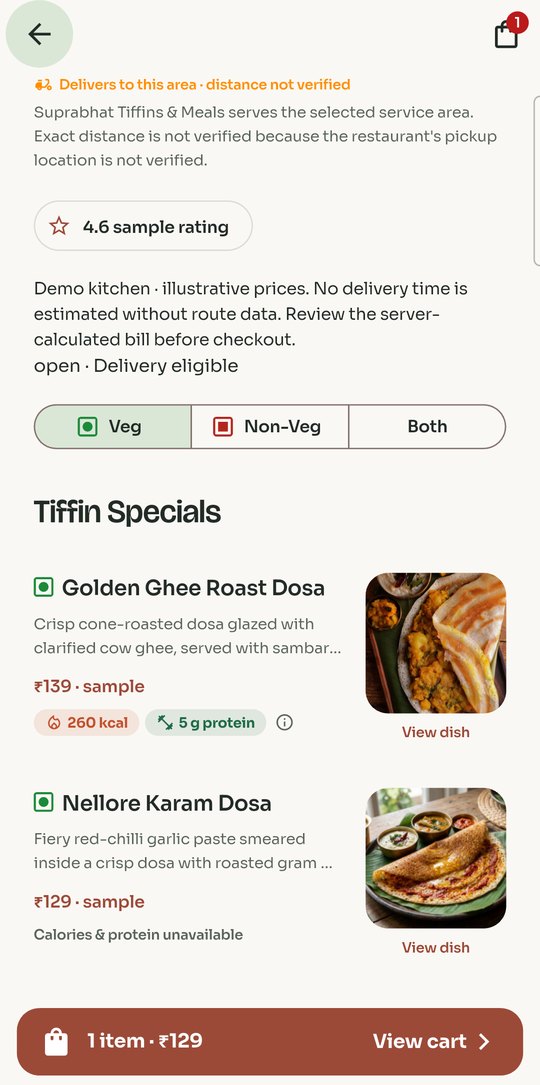 1
Delivers to this area · distance not verified
Suprabhat Tiffins & Meals serves the selected service area.
Exact distance is not verified because the restaurant's pickup
location is not verified.
4.6 sample rating
Demo kitchen · illustrative prices. No delivery time is
estimated without route data. Review the server-
calculated bill before checkout.
open · Delivery eligible
Veg
Non-Veg
Both
Tiffin Specials
Golden Ghee Roast Dosa
Crisp cone-roasted dosa glazed with
clarified cow ghee, served with sambar...
₹139 · sample
260 kcal
5 g protein
View dish
Nellore Karam Dosa
Fiery red-chilli garlic paste smeared
inside a crisp dosa with roasted gram ...
₹129 · sample
Calories & protein unavailable
View dish
1 item · ₹129
View cart